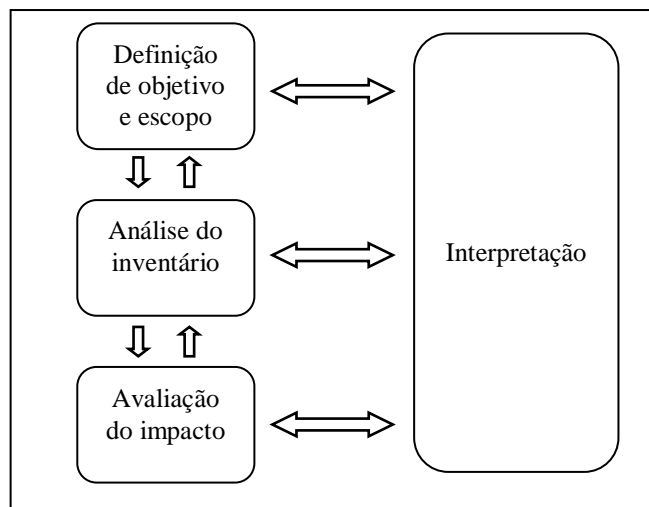 Definição
de objetivo
e escopo
Análise do
inventário
Interpretação
Avaliação
do impacto